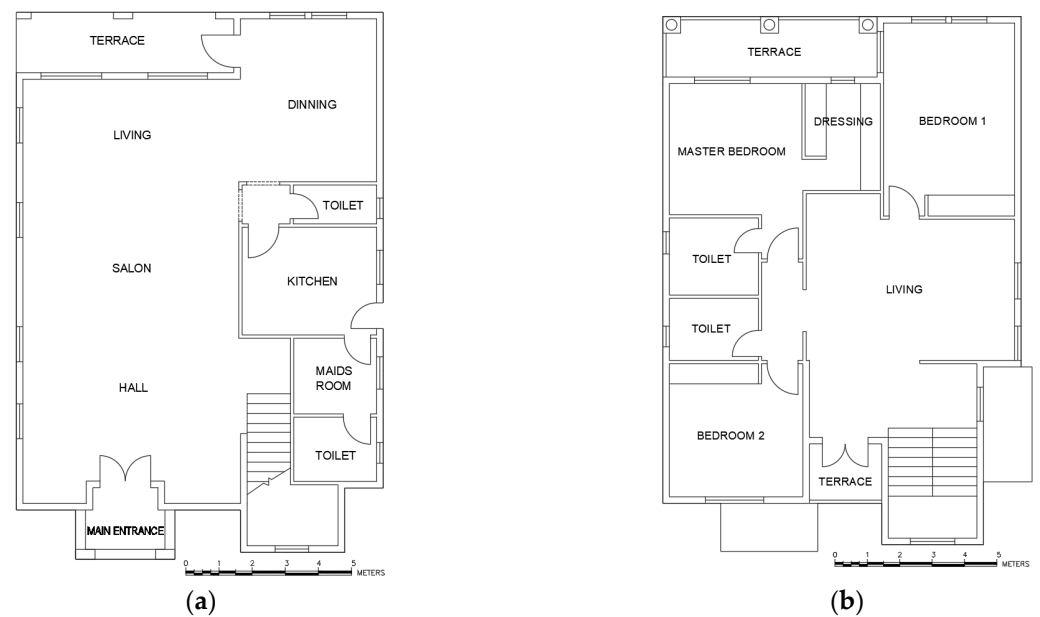 TERRACE
DINNING
LIVING
TOILET
SALON
KITCHEN
MAIDS
ROOM
HALL
TOILET
MAIN ENTRANCE
0 1 2 3 4 5
METERS
(a)
TERRACE
DRESSING
BEDROOM 1
MASTER BEDROOM
TOILET
LIVING
TOILET
BEDROOM 2
TERRACE
0 1 2 3 4 5
METERS
(b)